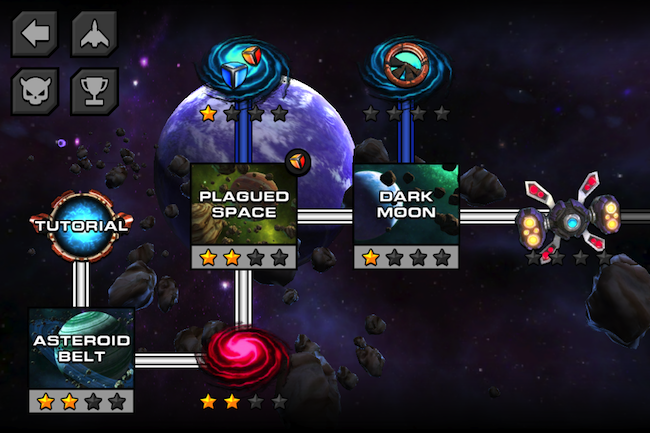 PLAGUED
SPACE
DARK
MOON
TUTORIAL
ASTEROID
BELT